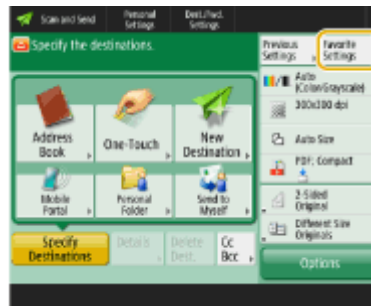 Scan and Send
Personal
Settings
Dest./Fwd.
Settings
Specify the destinations.
Previous
Settings
Favorite
Settings
Auto
(Color/Grayscale)
300x300 dpi
Auto Size
PDF; Compact
2-Sided
Original
Different Size
Originals
Options
Address
Book
One-Touch
New
Destination
Mobile
Portal
Personal
Folder
Send to
Myself
Specify
Destinations
Details
Delete
Dest.
Cc
Bcc